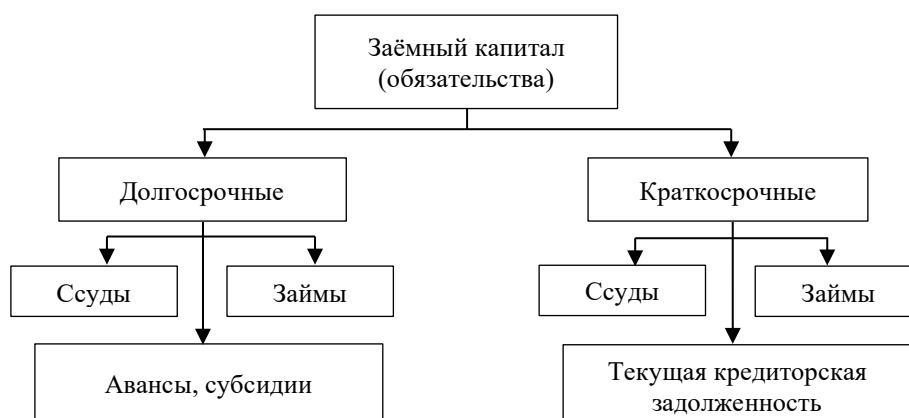 Заёмный капитал
(обязательства)
Долгосрочные
Краткосрочные
Ссуды
Займы
Ссуды
Займы
Авансы, субсидии
Текущая кредиторская
задолженность